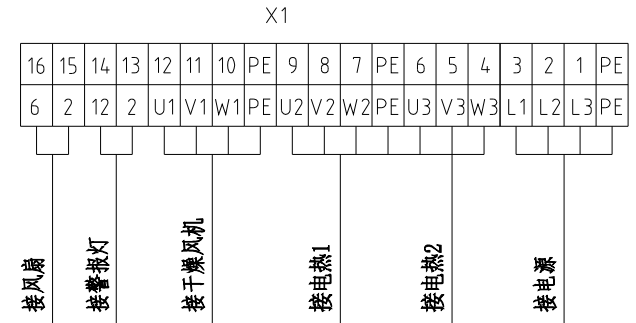 X1
16 15 14 13 12 11 10 PE 9 8 7 PE 6 5 4 3 2 1 PE
6 2 12 2 U1 V1 W1 PE U2 V2 W2 PE U3 V3 W3 L1 L2 L3 PE
接风扇
接警报灯
接干燥风机
接电热1
接电热2
接电源